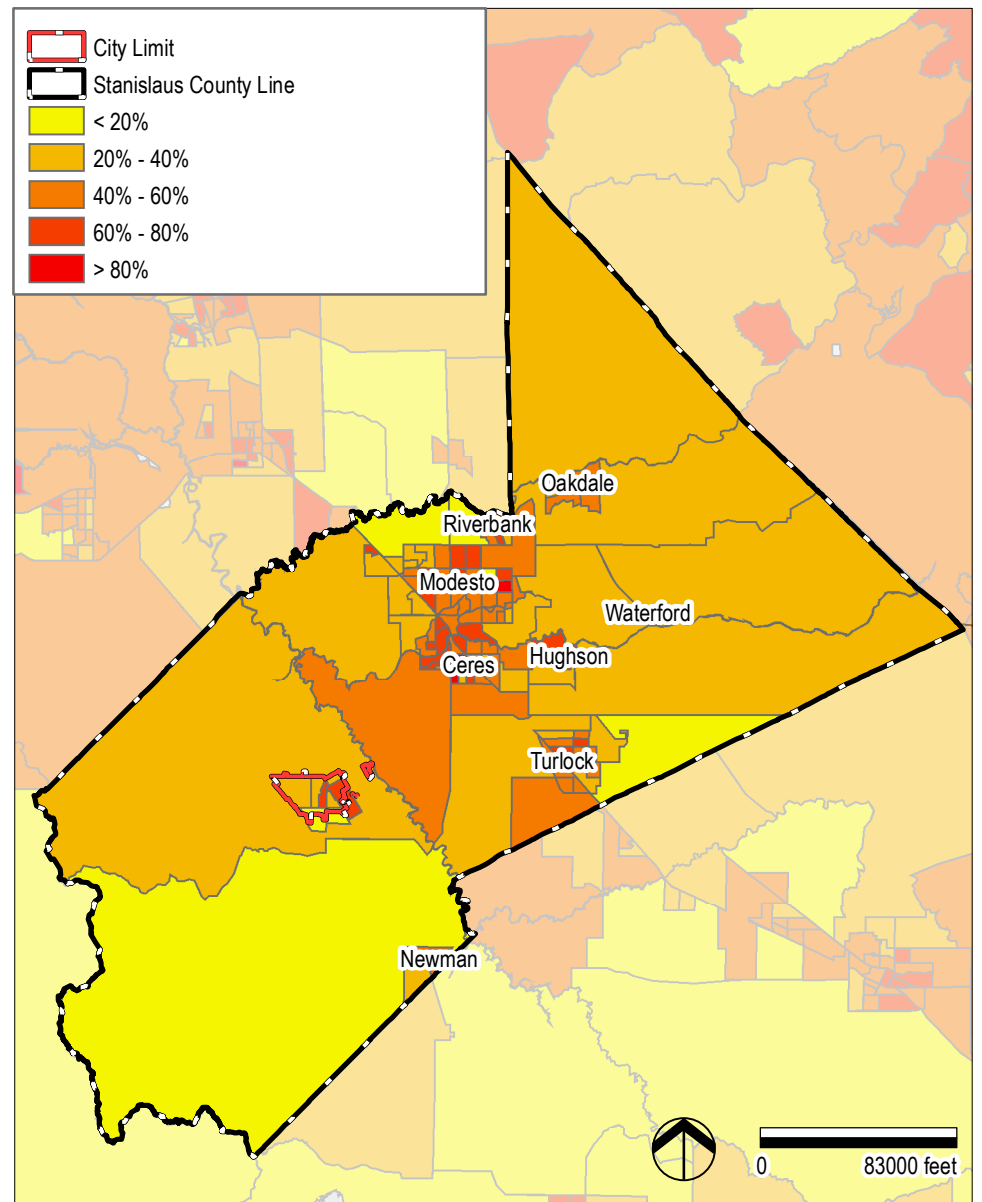 City Limit
Stanislaus County Line
< 20%
20% - 40%
40% - 60%
60% - 80%
> 80%
Oakdale
Riverbank
Modesto
Waterford
Hughson
Ceres
Turlock
Newman
0
83000 feet